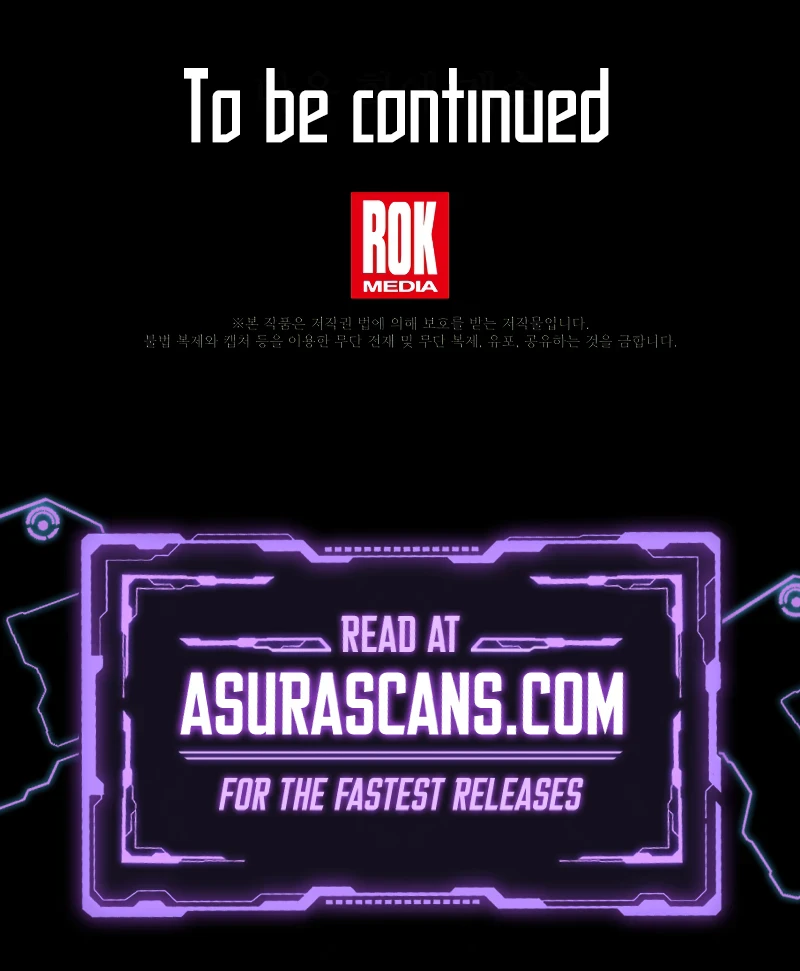 To be continued
ROK
MEDIA
※본 작품은 저작권 법에 의해 보호를 받는 저작물입니다.
불법 복제와 캡처 등을 이용한 무단 전재 및 무단 복제, 유포, 공유하는 것을 금합니다.
READ AT
ASURASCANS.COM
FOR THE FASTEST RELEASES